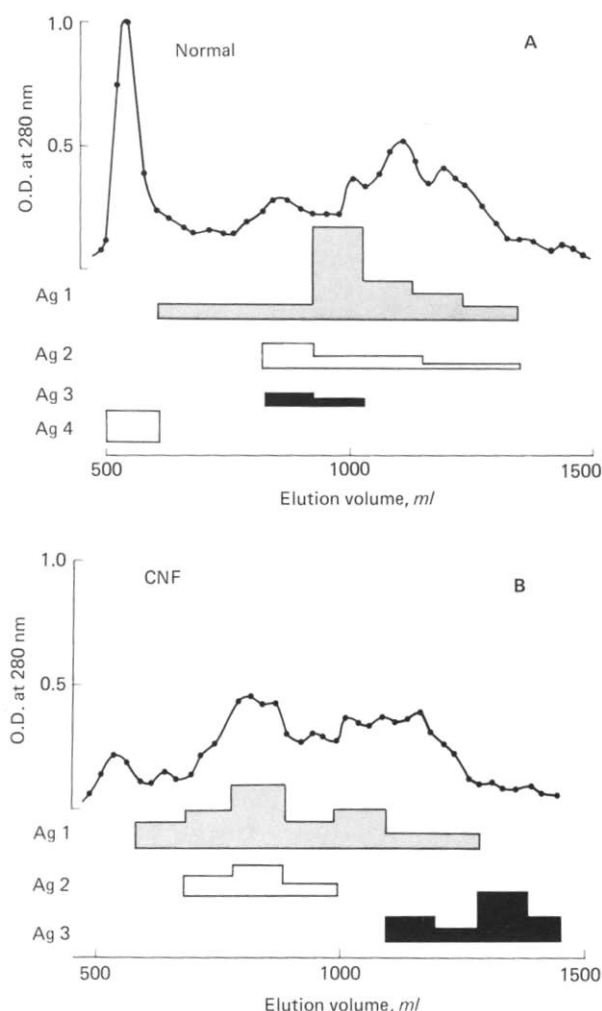 A
Normal
1.0
0.5
O.D. at 280 nm
Ag 1
Ag 2
Ag 3
Ag 4
500 1000 1500
Elution volume, ml
B
CNF
1.0
0.5
O.D. at 280 nm
Ag 1
Ag 2
Ag 3
500 1000 1500
Elution volume, ml